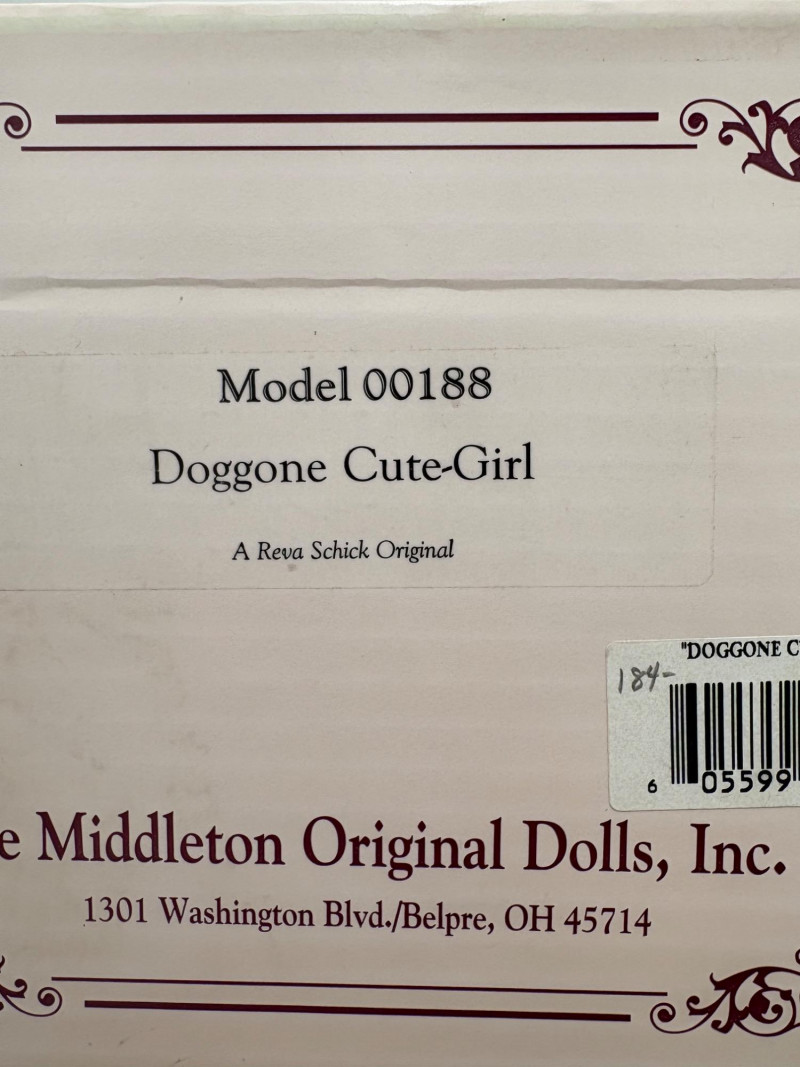 Model 00188
Doggone Cute-Girl
A Reva Schick Original
"DOGGONE
184-
6 05599
Middleton Original Dolls, Inc.
1301 Washington Blvd./Belpre, OH 45714